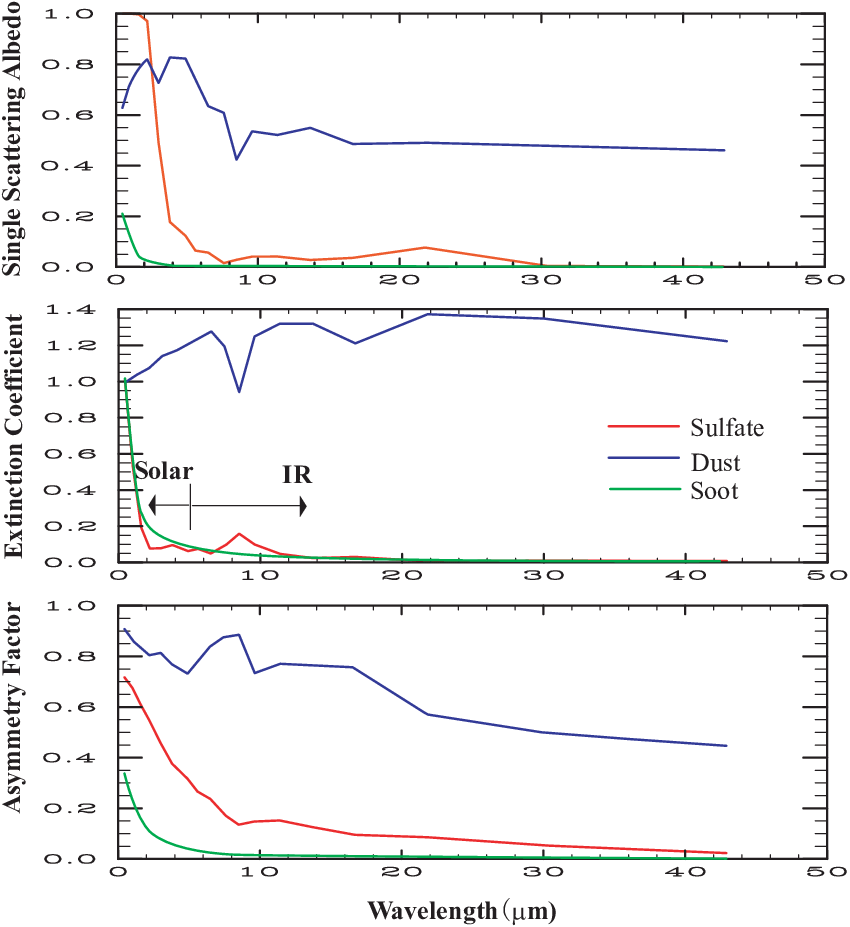 Single Scattering Albedo
1.0
0.8
0.6
0.4
0.2
0.0
0 10 20 30 40 50
Extinction Coefficient
1.4
1.2
1.0
0.8
0.6
0.4
0.2
0.0
Solar IR
Sulfate
Dust
Soot
0 10 20 30 40 50
Asymmetry Factor
1.0
0.8
0.6
0.4
0.2
0.0
0 10 20 30 40 50
Wavelength (μm)